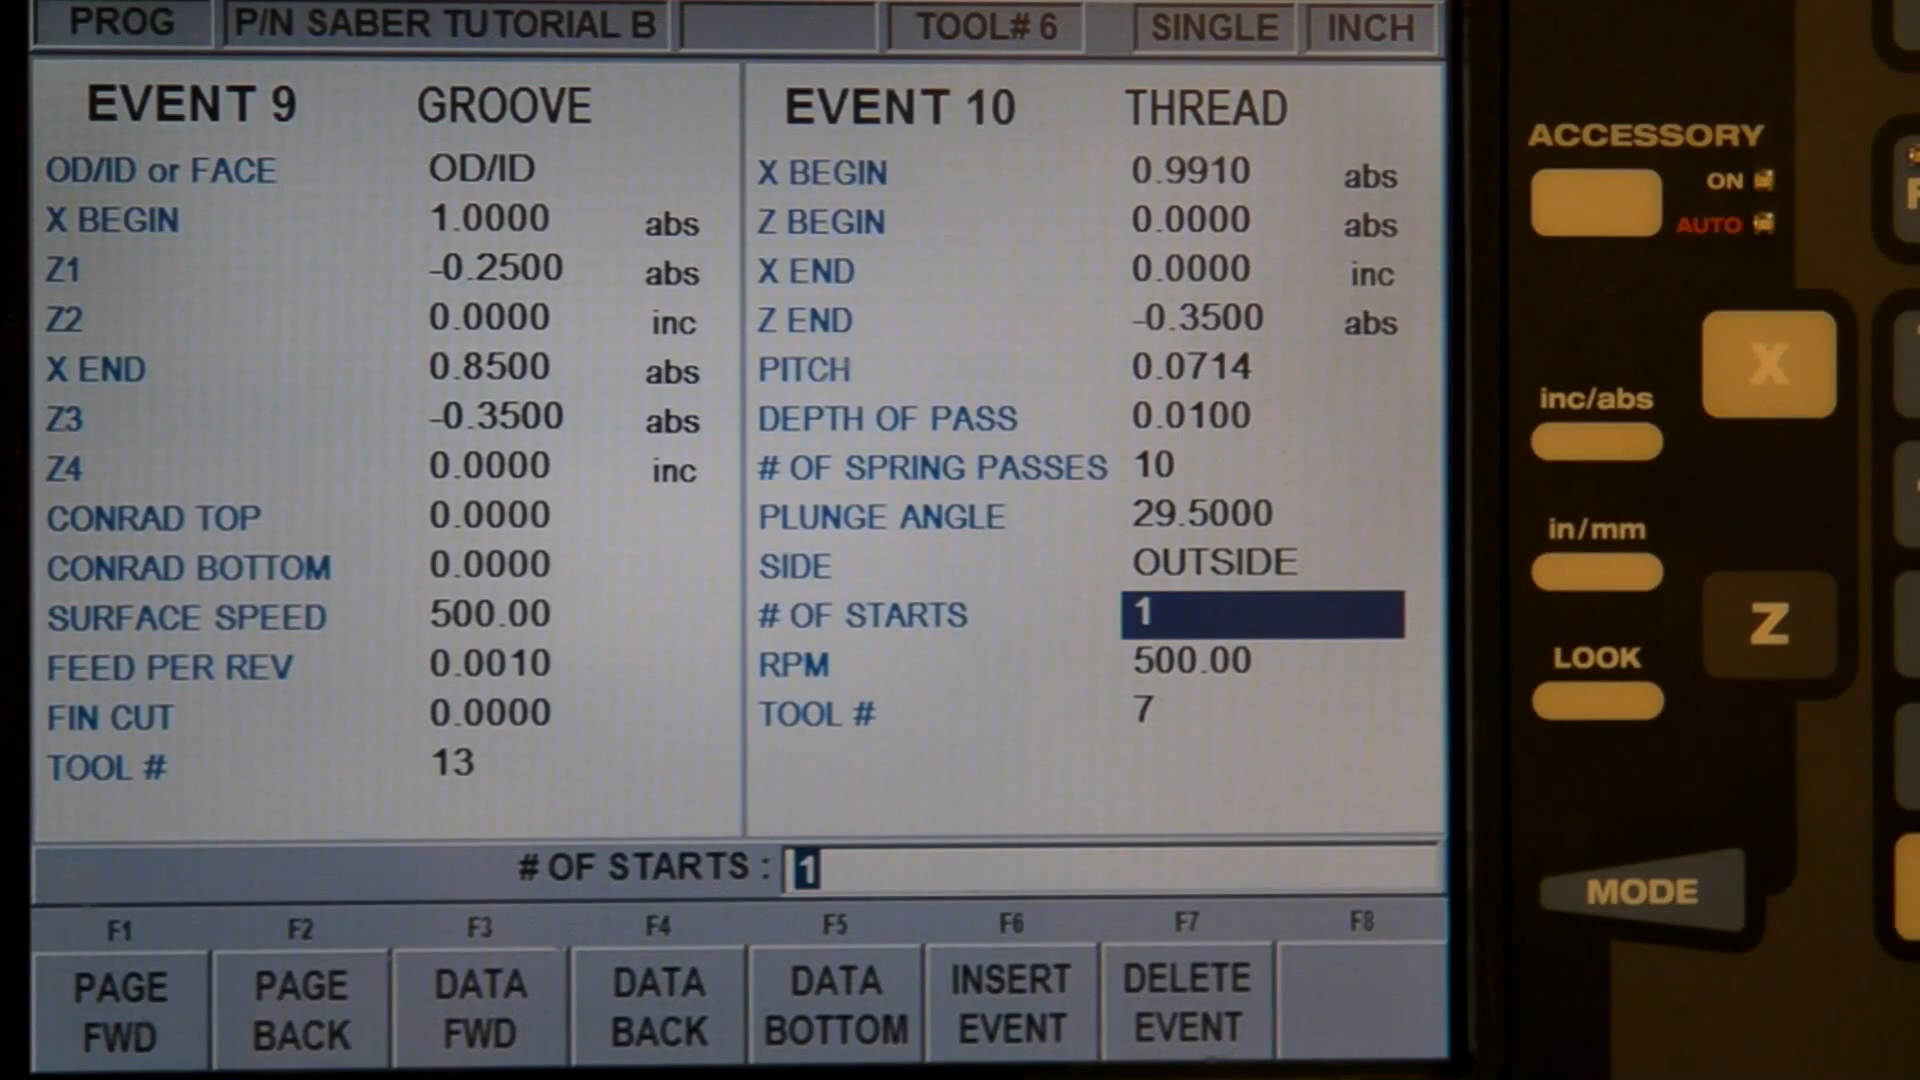 PROG P/N SABER TUTORIAL B TOOL# 6 SINGLE INCH
EVENT 9 GROOVE
OD/ID or FACE OD/ID
X BEGIN 1.0000 abs
Z1 -0.2500 abs
Z2 0.0000 inc
X END 0.8500 abs
Z3 -0.3500 abs
Z4 0.0000 inc
CONRAD TOP 0.0000
CONRAD BOTTOM 0.0000
SURFACE SPEED 500.00
FEED PER REV 0.0010
FIN CUT 0.0000
TOOL # 13
EVENT 10 THREAD
X BEGIN 0.9910 abs
Z BEGIN 0.0000 abs
X END 0.0000 inc
Z END -0.3500 abs
PITCH 0.0714
DEPTH OF PASS 0.0100
# OF SPRING PASSES 10
PLUNGE ANGLE 29.5000
SIDE OUTSIDE
# OF STARTS 1
RPM 500.00
TOOL # 7
# OF STARTS : 1
F1 F2 F3 F4 F5 F6 F7 F8
PAGE FWD
PAGE BACK
DATA FWD
DATA BACK
DATA BOTTOM
INSERT EVENT
DELETE EVENT
ACCESSORY
ON
AUTO
X
inc/abs
in/mm
Z
LOOK
MODE